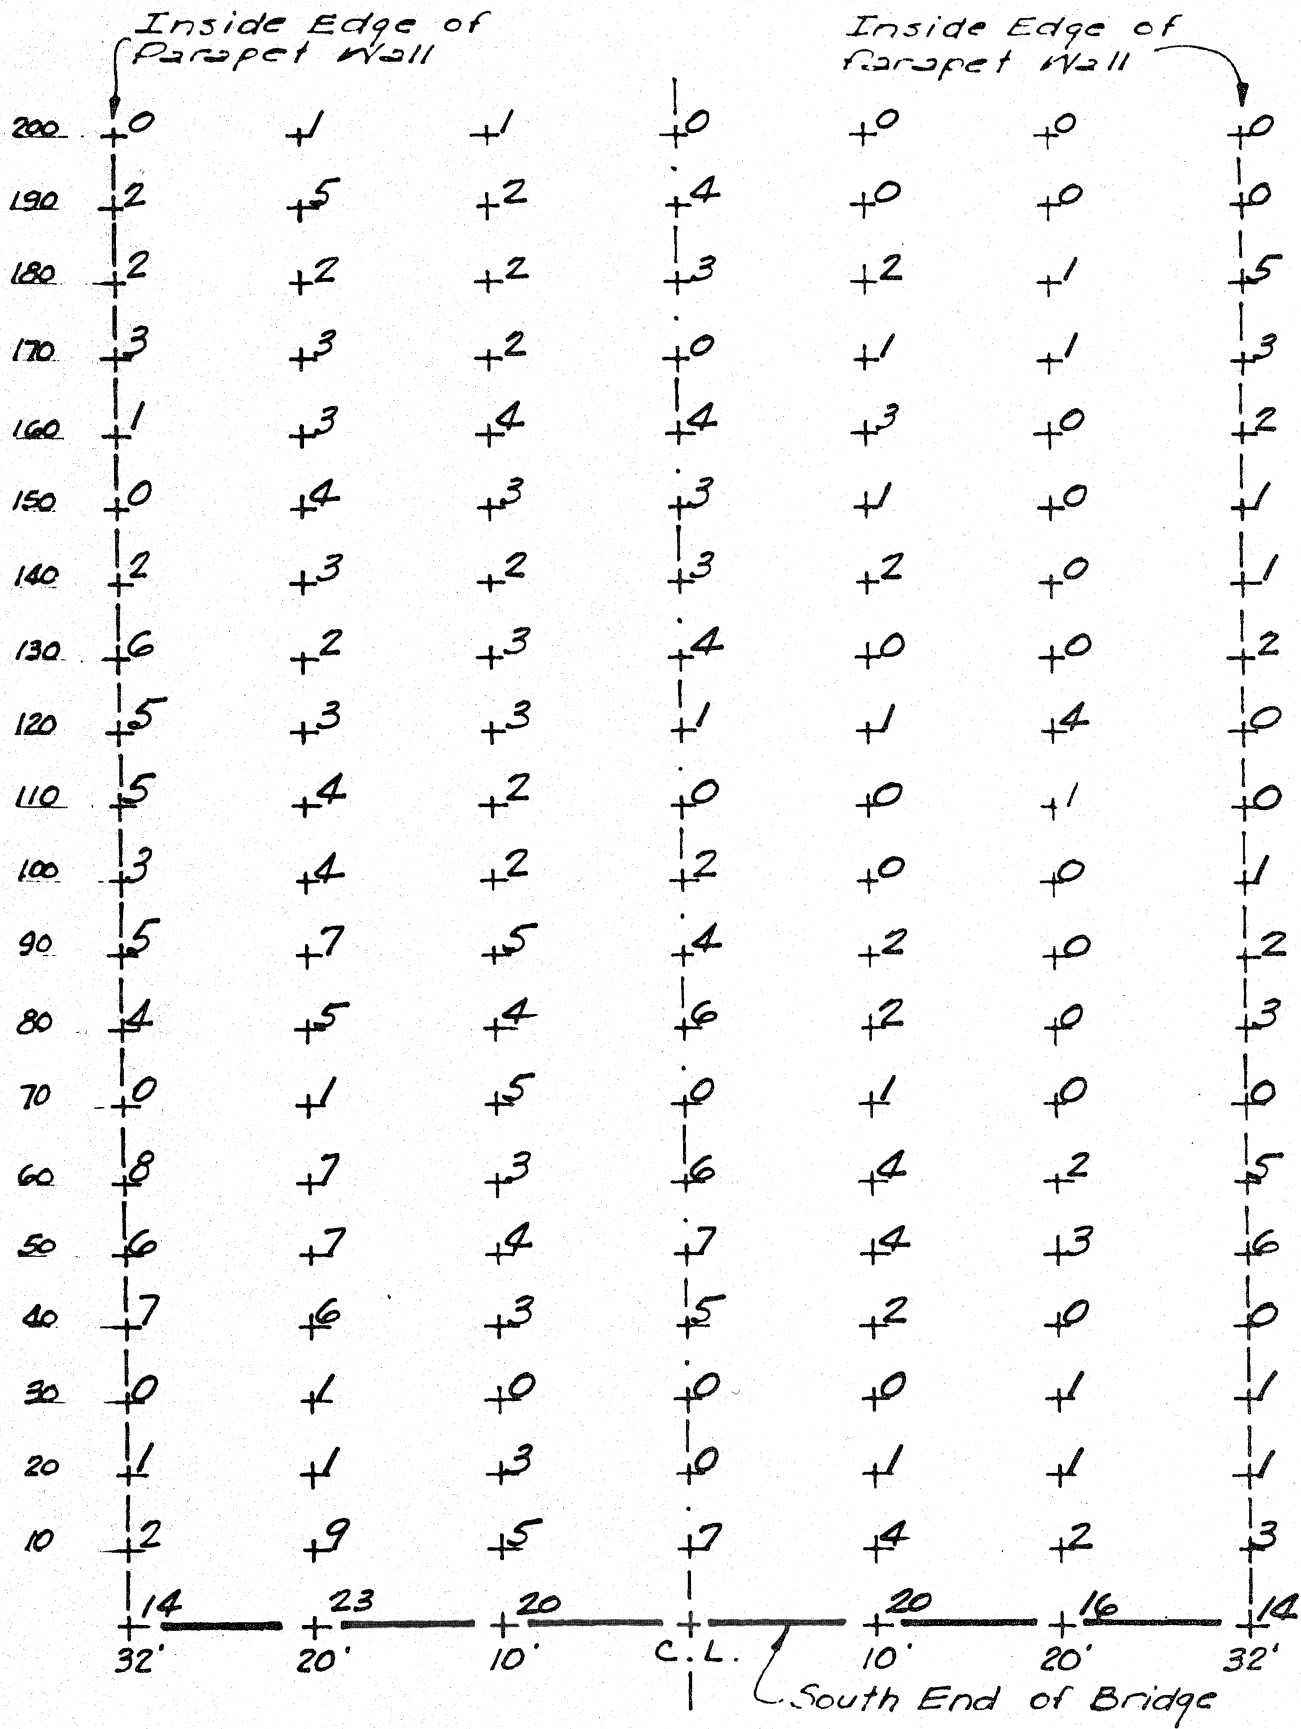 Inside Edge of
Parapet Wall
Inside Edge of
Parapet Wall
200 0 1 1 0 0 0 0
190 2 5 2 4 0 0 0
180 2 2 2 3 2 1 5
170 3 3 2 0 1 1 3
160 1 3 4 4 3 0 2
150 0 4 3 3 1 0 1
140 2 3 2 3 2 0 1
130 6 2 3 4 0 0 2
120 5 3 3 1 1 4 0
110 5 4 2 0 0 1 0
100 3 4 2 2 0 0 1
90 5 7 5 4 2 0 2
80 4 5 4 6 2 0 3
70 0 1 5 0 1 0 0
60 8 7 3 6 4 2 5
50 6 7 4 7 4 3 6
40 7 6 3 5 2 0 0
30 0 1 0 0 0 1 1
20 1 1 3 0 1 1 1
10 2 9 5 7 4 2 3
14 23 20 20 16 14
32' 20' 10' C.L. 10' 20' 32'
South End of Bridge